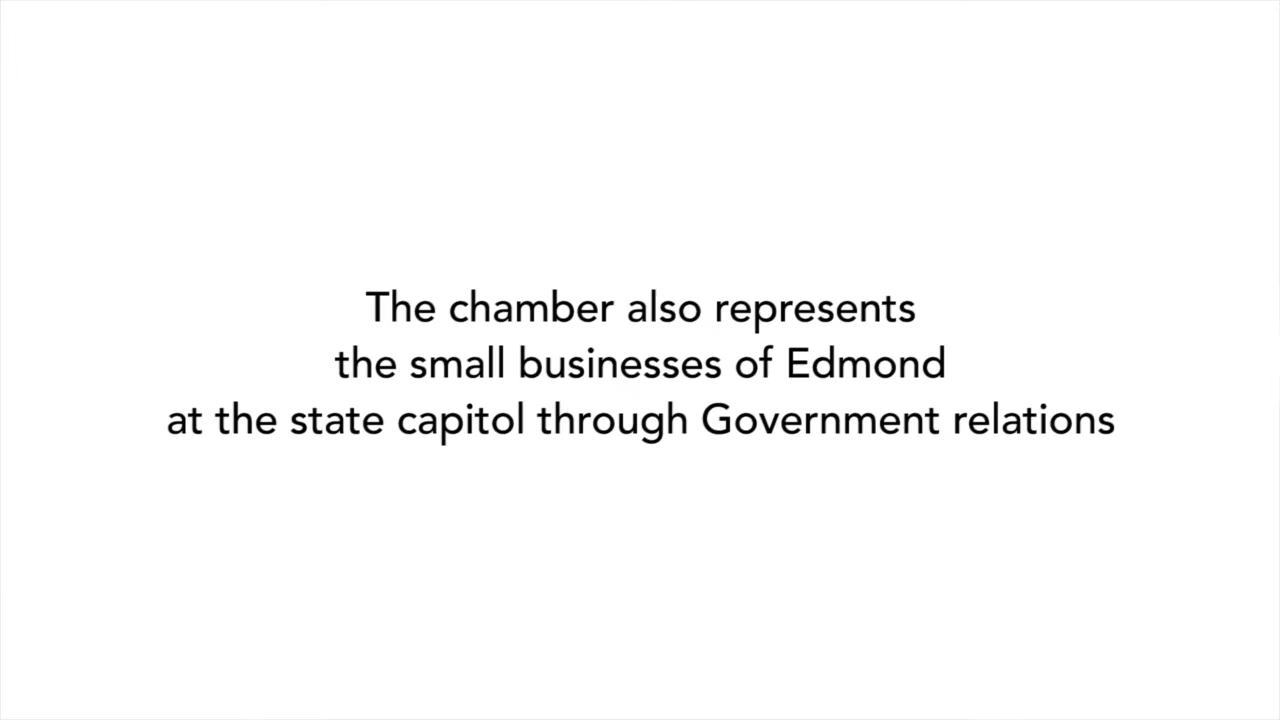 The chamber also represents
the small businesses of Edmond
at the state capitol through Government relations